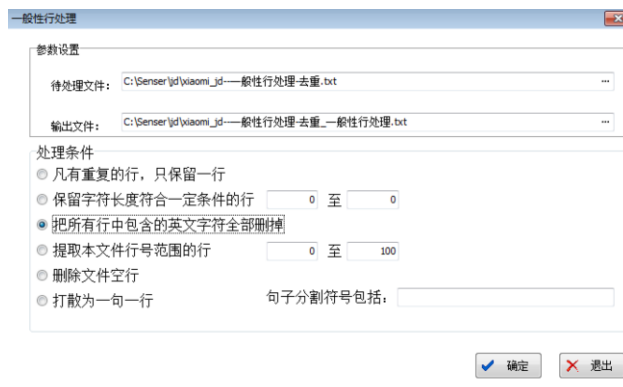 一般性行处理
参数设置
待处理文件: C:\Senser\jd\xiaomi_jd--一般性行处理-去重.txt ...
输出文件: C:\Senser\jd\xiaomi_jd--一般性行处理-去重_一般性行处理.txt ...
处理条件
凡有重复的行，只保留一行
保留字符长度符合一定条件的行 0 至 0
把所有行中包含的英文字符全部删掉
提取本文件行号范围的行 0 至 100
删除文件空行
打散为一句一行 句子分割符号包括:
确定 退出